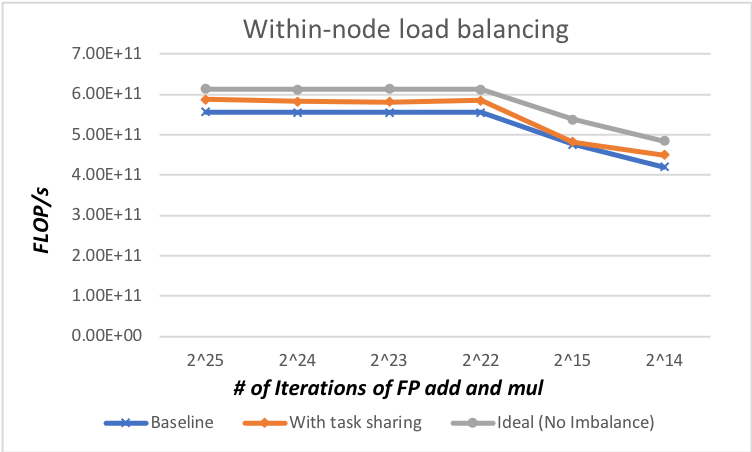 Within-node load balancing
7.00E+11
6.00E+11
5.00E+11
4.00E+11
3.00E+11
2.00E+11
1.00E+11
0.00E+00
FLOP/s
2^25 2^24 2^23 2^22 2^15 2^14
# of Iterations of FP add and mul
Baseline With task sharing Ideal (No Imbalance)